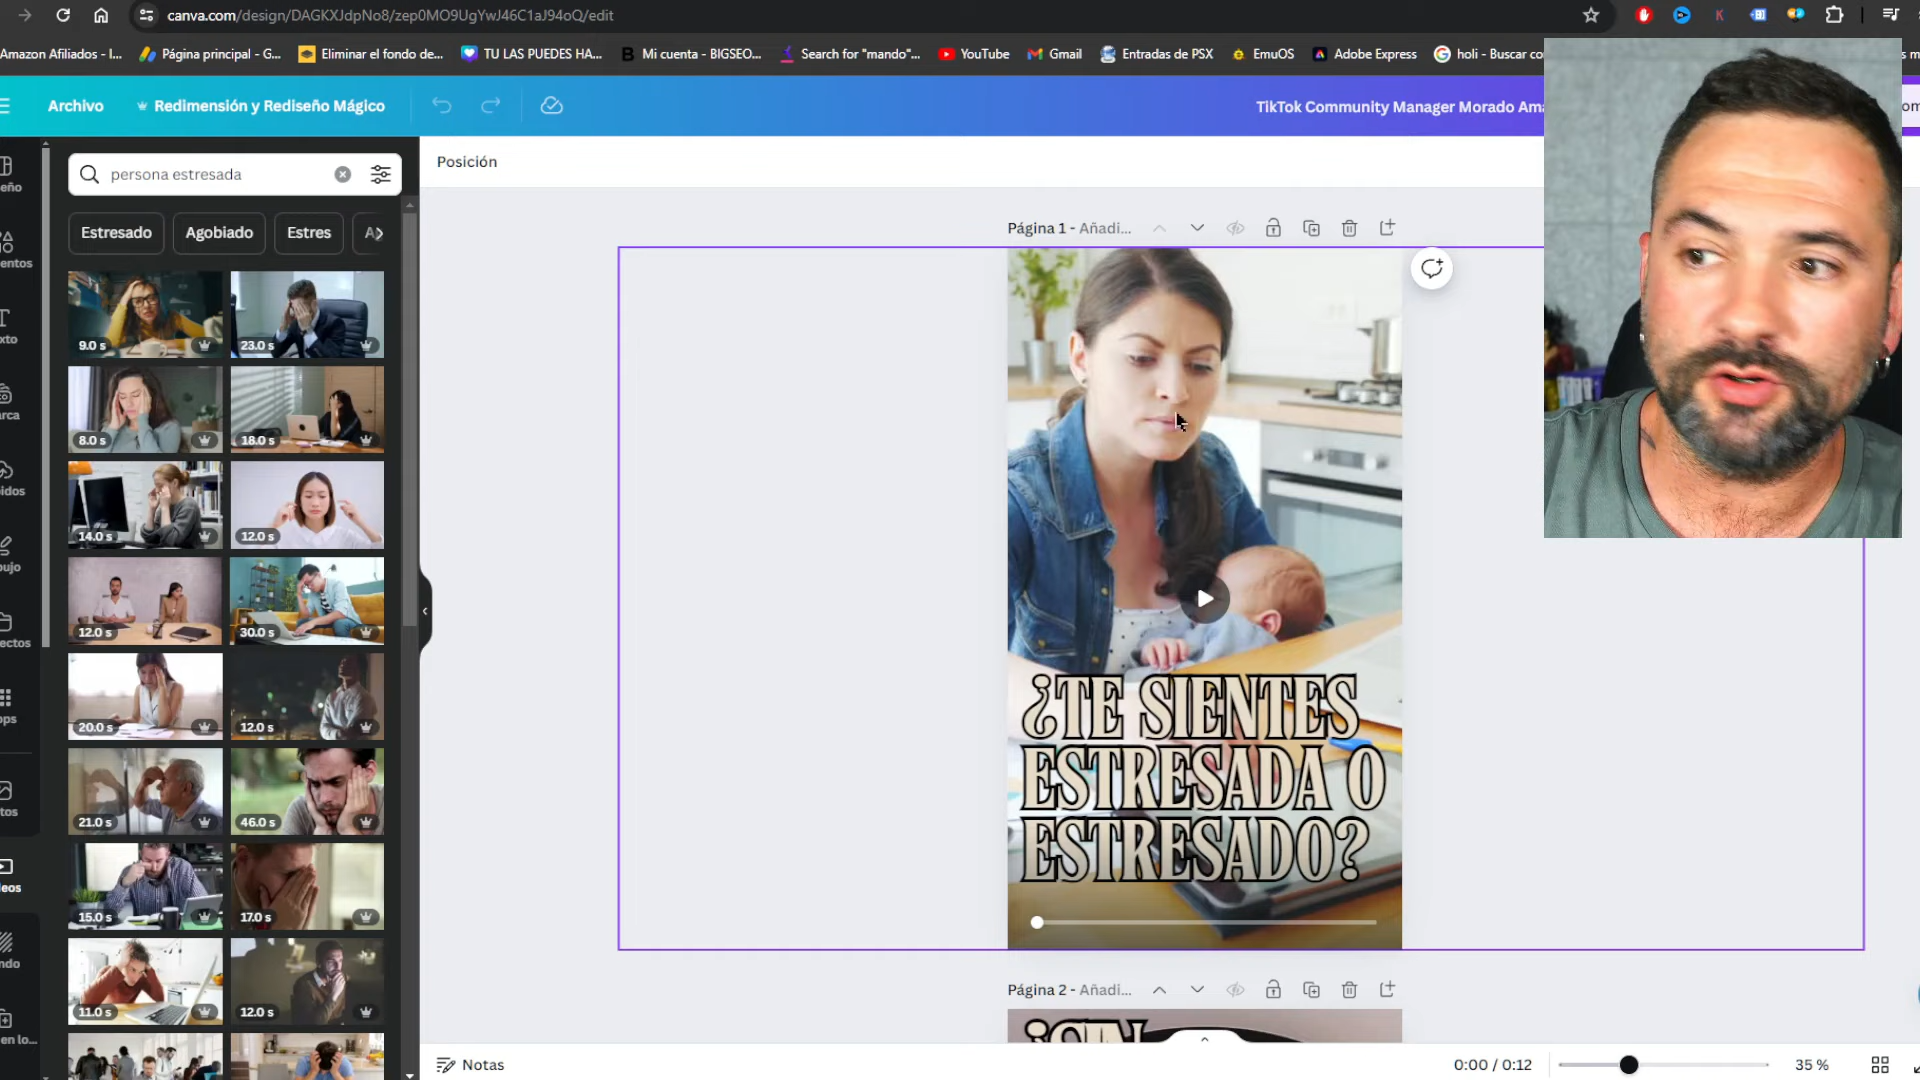 canva.com/design/DAGKXJdpNo8/zep0MO9UgYwJ46C1aJ94oQ/edit
Amazon Afiliados - I...
Página principal - G...
Eliminar el fondo de...
TU LAS PUEDES HA...
Mi cuenta - BIGSEO...
Search for "mando"...
YouTube
Gmail
Entradas de PSX
EmuOS
Adobe Express
holi - Buscar co
Archivo
Redimensión y Rediseño Mágico
TikTok Community Manager Morado Ama
persona estresada
Posición
Estresado
Agobiado
Estres
Página 1 - Añadi...
9.0 s
23.0 s
8.0 s
18.0 s
14.0 s
12.0 s
12.0 s
30.0 s
20.0 s
12.0 s
21.0 s
46.0 s
15.0 s
17.0 s
11.0 s
12.0 s
¿TE SIENTES
ESTRESADA O
ESTRESADO?
Página 2 - Añadi...
Notas
0:00 / 0:12
35 %